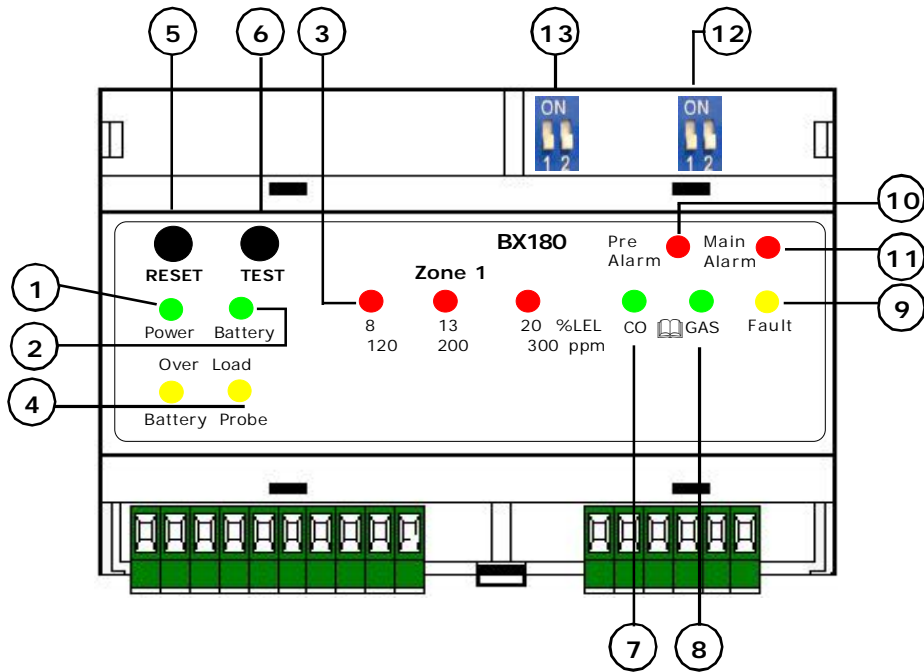 5 6 3 13 12
ON ON
1 2 1 2
10
BX180 Pre Main
Alarm Alarm
11
RESET TEST
Zone 1
1
9
Power Battery
8 13 20 %LEL CO GAS Fault
120 200 300 ppm
2
Over Load
4
Battery Probe
7 8